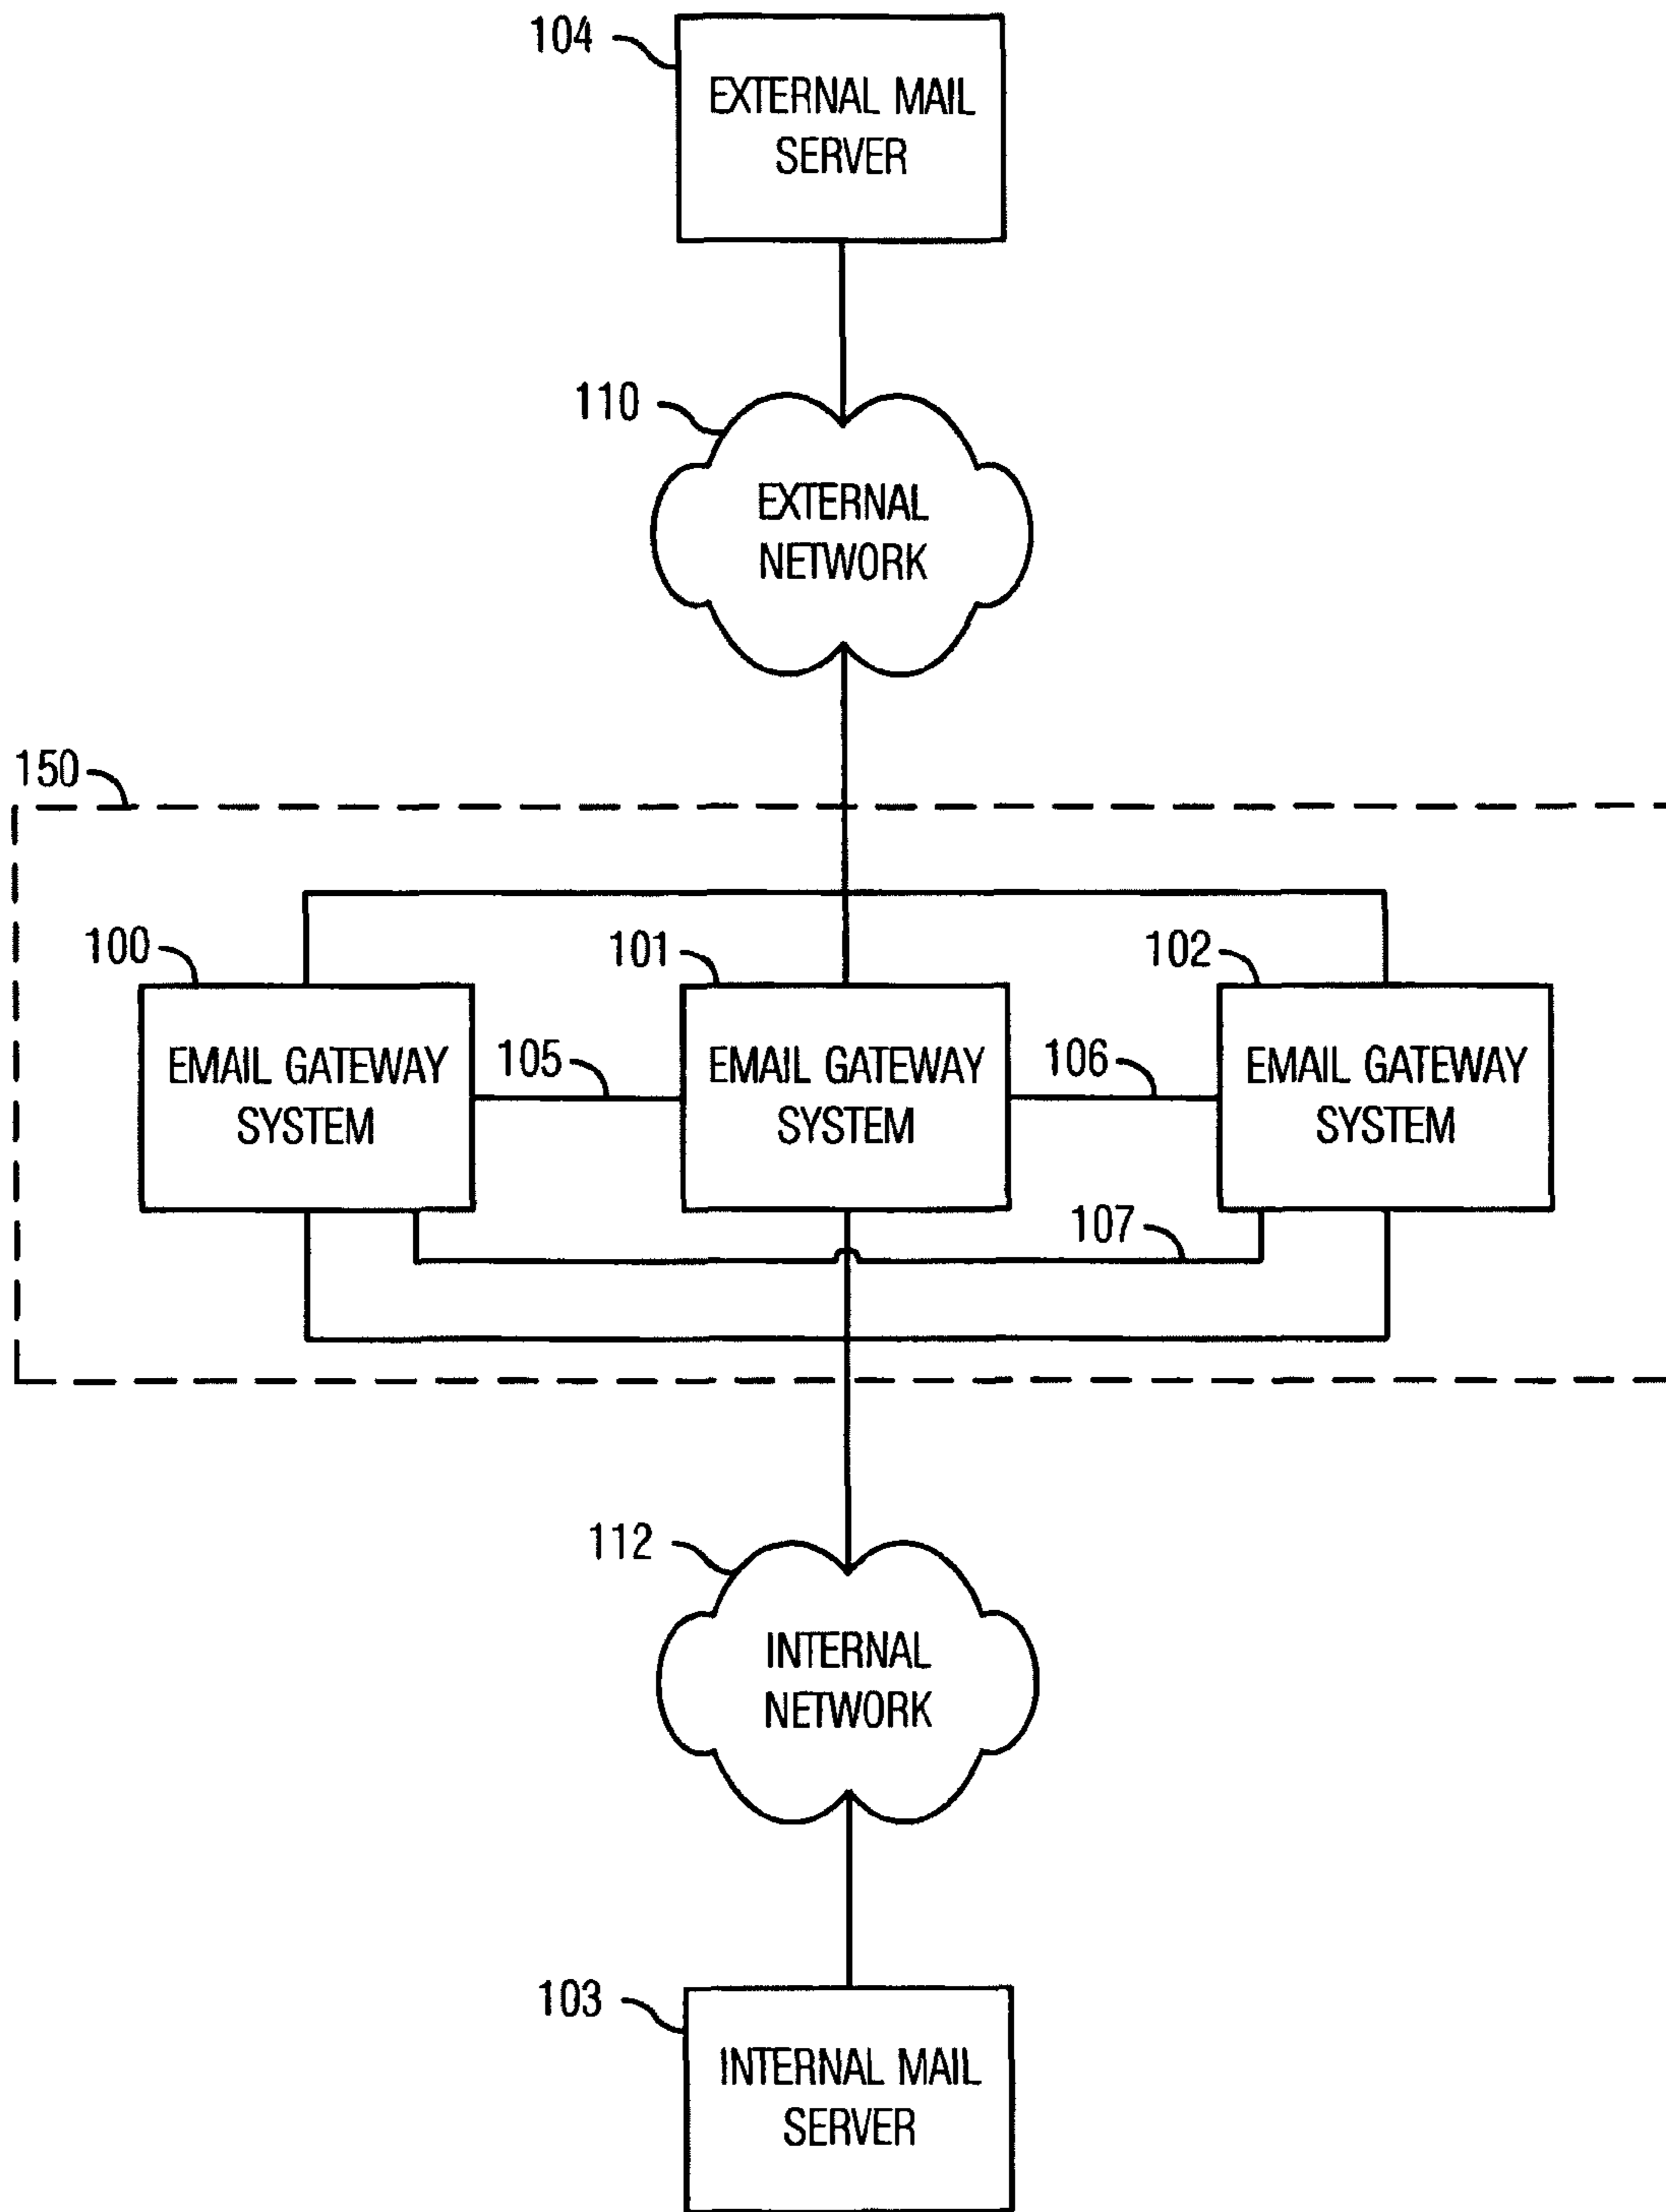 104
EXTERNAL MAIL
SERVER
110
EXTERNAL
NETWORK
150
100
101
102
EMAIL GATEWAY
SYSTEM
105
EMAIL GATEWAY
SYSTEM
106
EMAIL GATEWAY
SYSTEM
107
112
INTERNAL
NETWORK
103
INTERNAL MAIL
SERVER